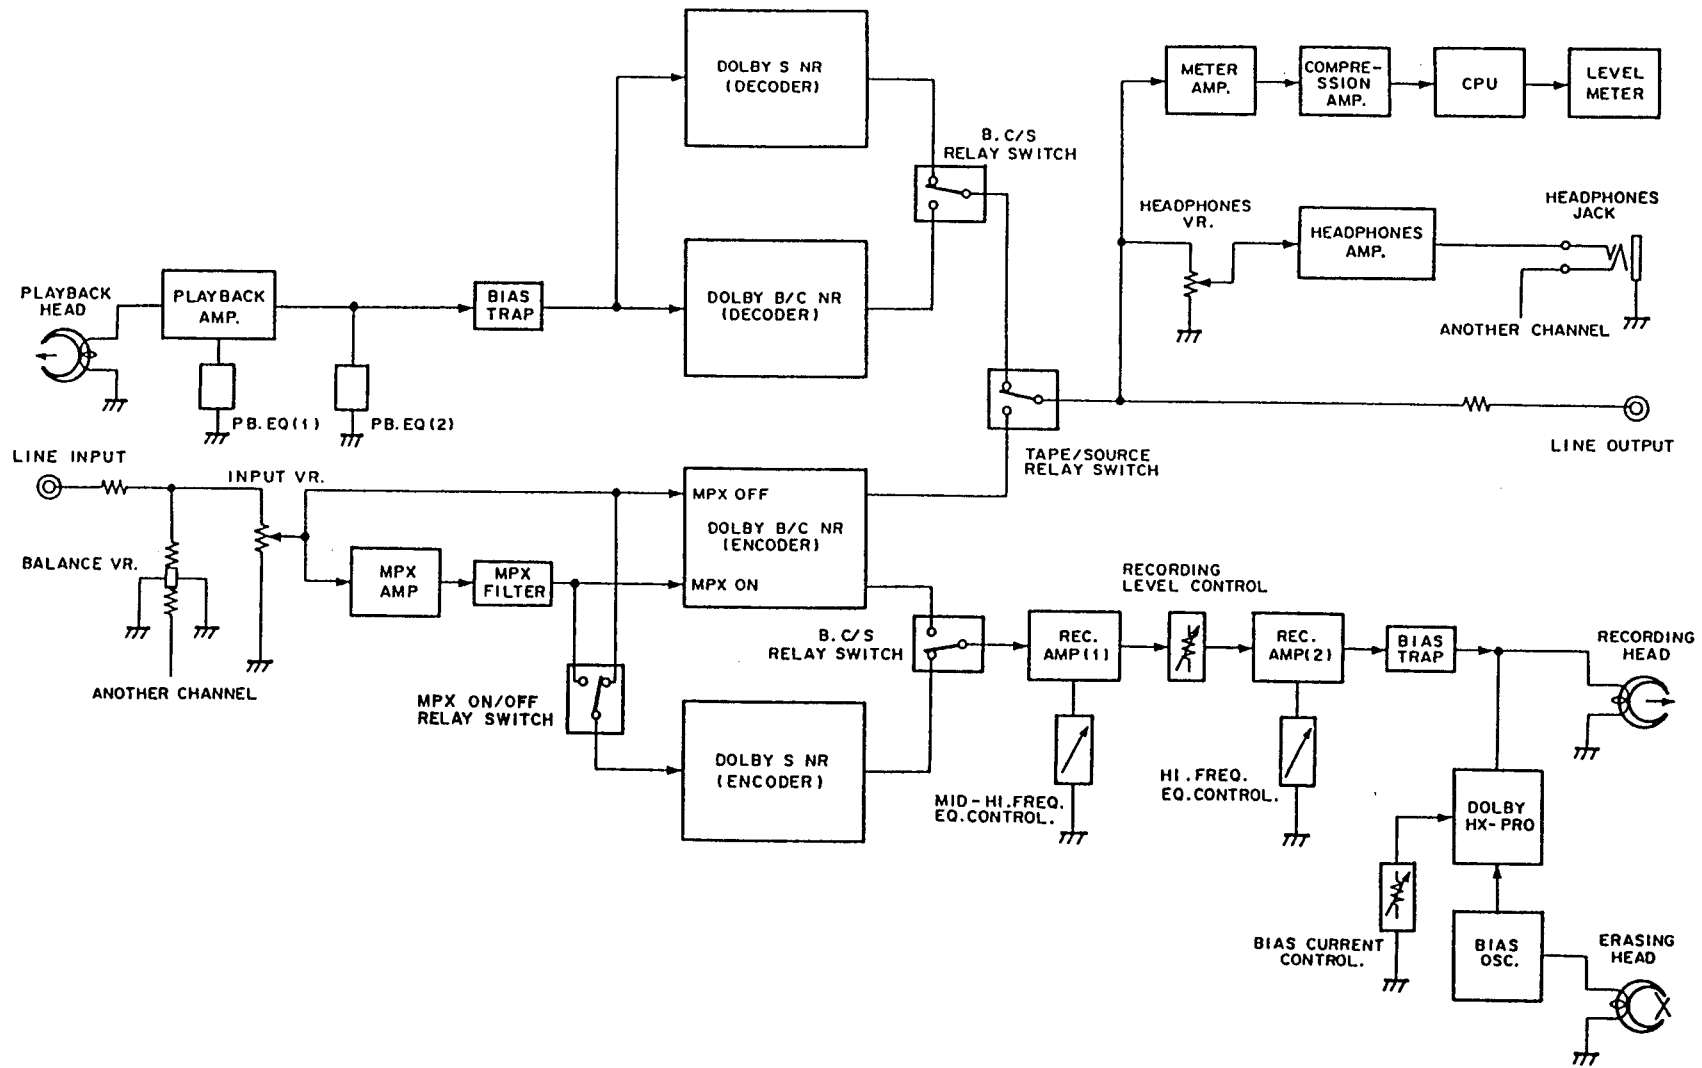 DOLBY S NR
(DECODER)
B.C/S
RELAY SWITCH
METER
AMP.
COMPRE-
SSION
AMP.
CPU
LEVEL
METER
HEADPHONES
VR.
HEADPHONES
AMP.
HEADPHONES
JACK
ANOTHER CHANNEL
PLAYBACK
HEAD
PLAYBACK
AMP.
BIAS
TRAP
DOLBY B/C NR
(DECODER)
PB.EQ(1)
PB.EQ(2)
TAPE/SOURCE
RELAY SWITCH
LINE OUTPUT
LINE INPUT
INPUT VR.
BALANCE VR.
ANOTHER CHANNEL
MPX
AMP
MPX
FILTER
MPX OFF
DOLBY B/C NR
(ENCODER)
MPX ON
MPX ON/OFF
RELAY SWITCH
B.C/S
RELAY SWITCH
DOLBY S NR
(ENCODER)
REC.
AMP(1)
RECORDING
LEVEL CONTROL
REC.
AMP(2)
BIAS
TRAP
RECORDING
HEAD
MID-HI.FREQ.
EQ.CONTROL.
HI.FREQ.
EQ.CONTROL.
DOLBY
HX-PRO
BIAS CURRENT
CONTROL.
BIAS
OSC.
ERASING
HEAD